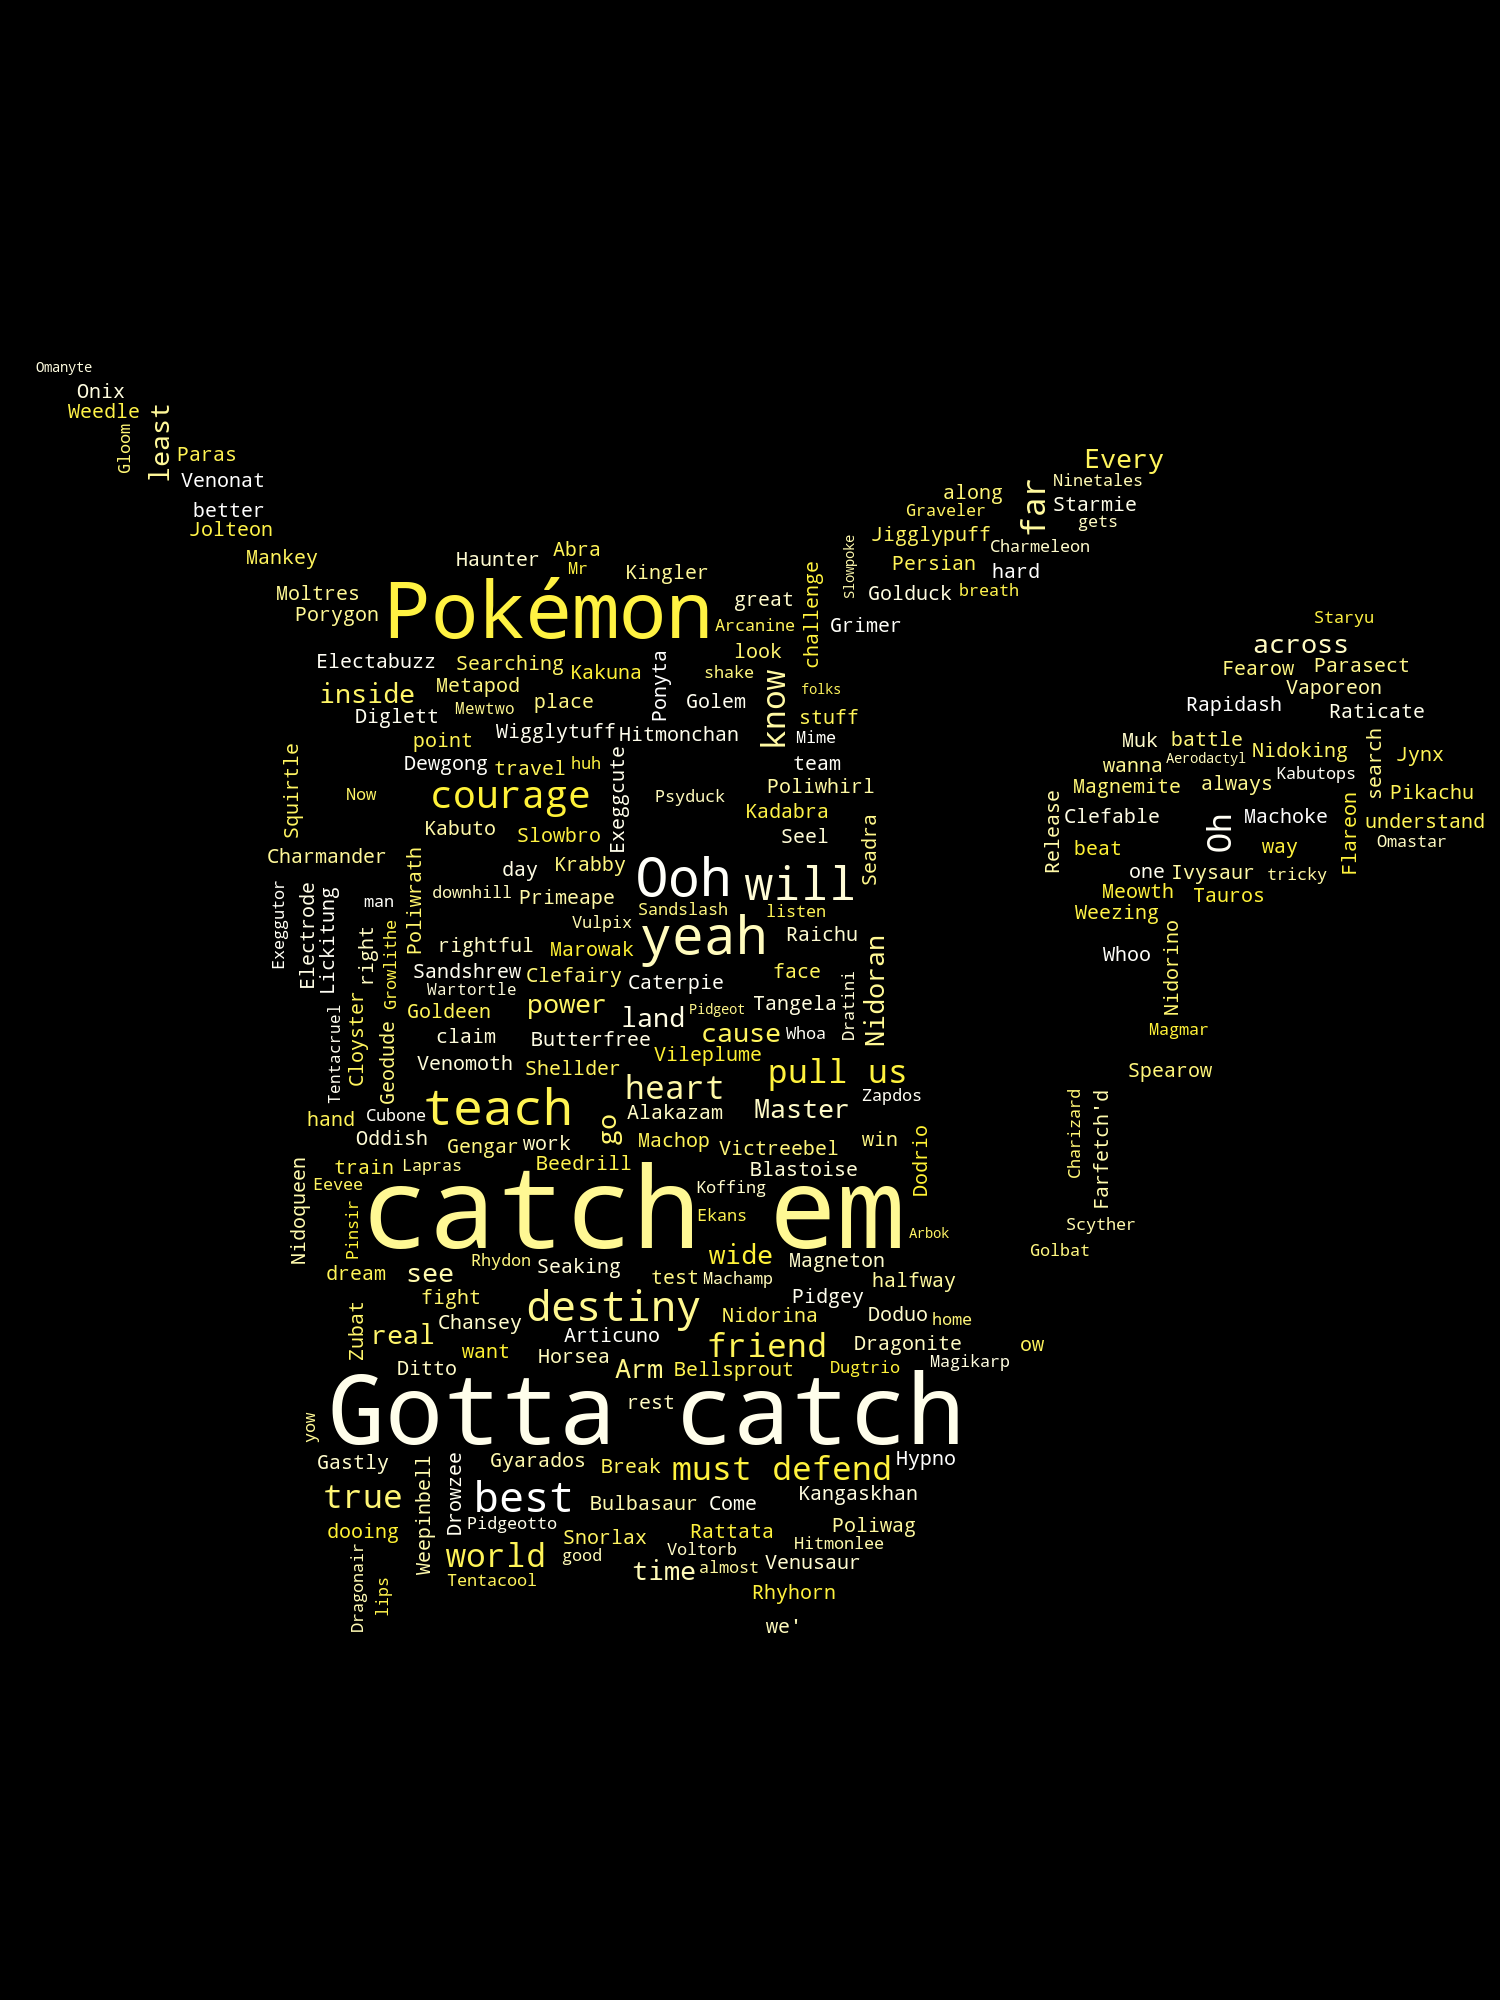 Omanyte
Onix
Weedle
Gloom
least
Paras
Venonat
better
Jolteon
Mankey
Every
Ninetales
along
far
Starmie
Graveler
gets
Jigglypuff
Charmeleon
Slowpoke
Persian
hard
Golduck
breath
Haunter
Abra
Mr
Kingler
Moltres
Porygon
Pokémon
great
Arcanine
challenge
Grimer
look
Electabuzz
Searching
Kakuna
Ponyta
shake
know
folks
inside
Metapod
Mewtwo
place
Golem
stuff
Diglett
Wigglytuff
Hitmonchan
Mime
point
Dewgong
travel
huh
Exeggcute
team
Squirtle
Now
courage
Psyduck
Poliwhirl
Kadabra
Kabuto
Slowbro
Seel
Seadra
Staryu
across
Fearow
Parasect
Vaporeon
Rapidash
Raticate
Muk
battle
Nidoking
search
Jynx
wanna
Aerodactyl
Kabutops
Magnemite
always
Pikachu
Release
Clefable
Oh
Machoke
Flareon
understand
Omastar
beat
way
one
Ivysaur
tricky
Meowth
Tauros
Weezing
Whoo
Nidorino
Magmar
Spearow
Charizard
Farfetch'd
Scyther
Golbat
Charmander
Poliwrath
day
Krabby
Ooh
will
Exeggutor
Electrode
Lickitung
man
downhill
Primeape
Sandslash
listen
Vulpix
yeah
Raichu
right
Growlithe
rightful
Marowak
Nidoran
Sandshrew
Clefairy
Caterpie
face
Dratini
Wartortle
power
Pidgeot
Tangela
Goldeen
land
Tentacruel
Cloyster
Geodude
claim
Butterfree
cause
Whoa
Venomoth
Shellder
Vileplume
pull us
heart
Zapdos
hand
Cubone
teach
go
Alakazam
Master
Oddish
Gengar
work
Machop
Victreebel
win
Dodrio
train
Lapras
Beedrill
Blastoise
Nidoqueen
Eevee
Pinsir
catch em
Koffing
Ekans
Arbok
Rhydon
Seaking
wide
Magneton
dream
see
test
Machamp
halfway
fight
destiny
Pidgey
Zubat
real
Chansey
Nidorina
Doduo
home
Articuno
friend
Dragonite
ow
want
Horsea
Ditto
Arm
Bellsprout
Dugtrio
Magikarp
yow
Gotta catch
rest
Gastly
Weepinbell
Drowzee
Gyarados
Break
must defend
Hypno
true
best
Bulbasaur
Come
Kangaskhan
dooing
Pidgeotto
Snorlax
Rattata
Poliwag
world
good
Voltorb
Hitmonlee
Dragonair
lips
Tentacool
time
almost
Venusaur
Rhyhorn
we'